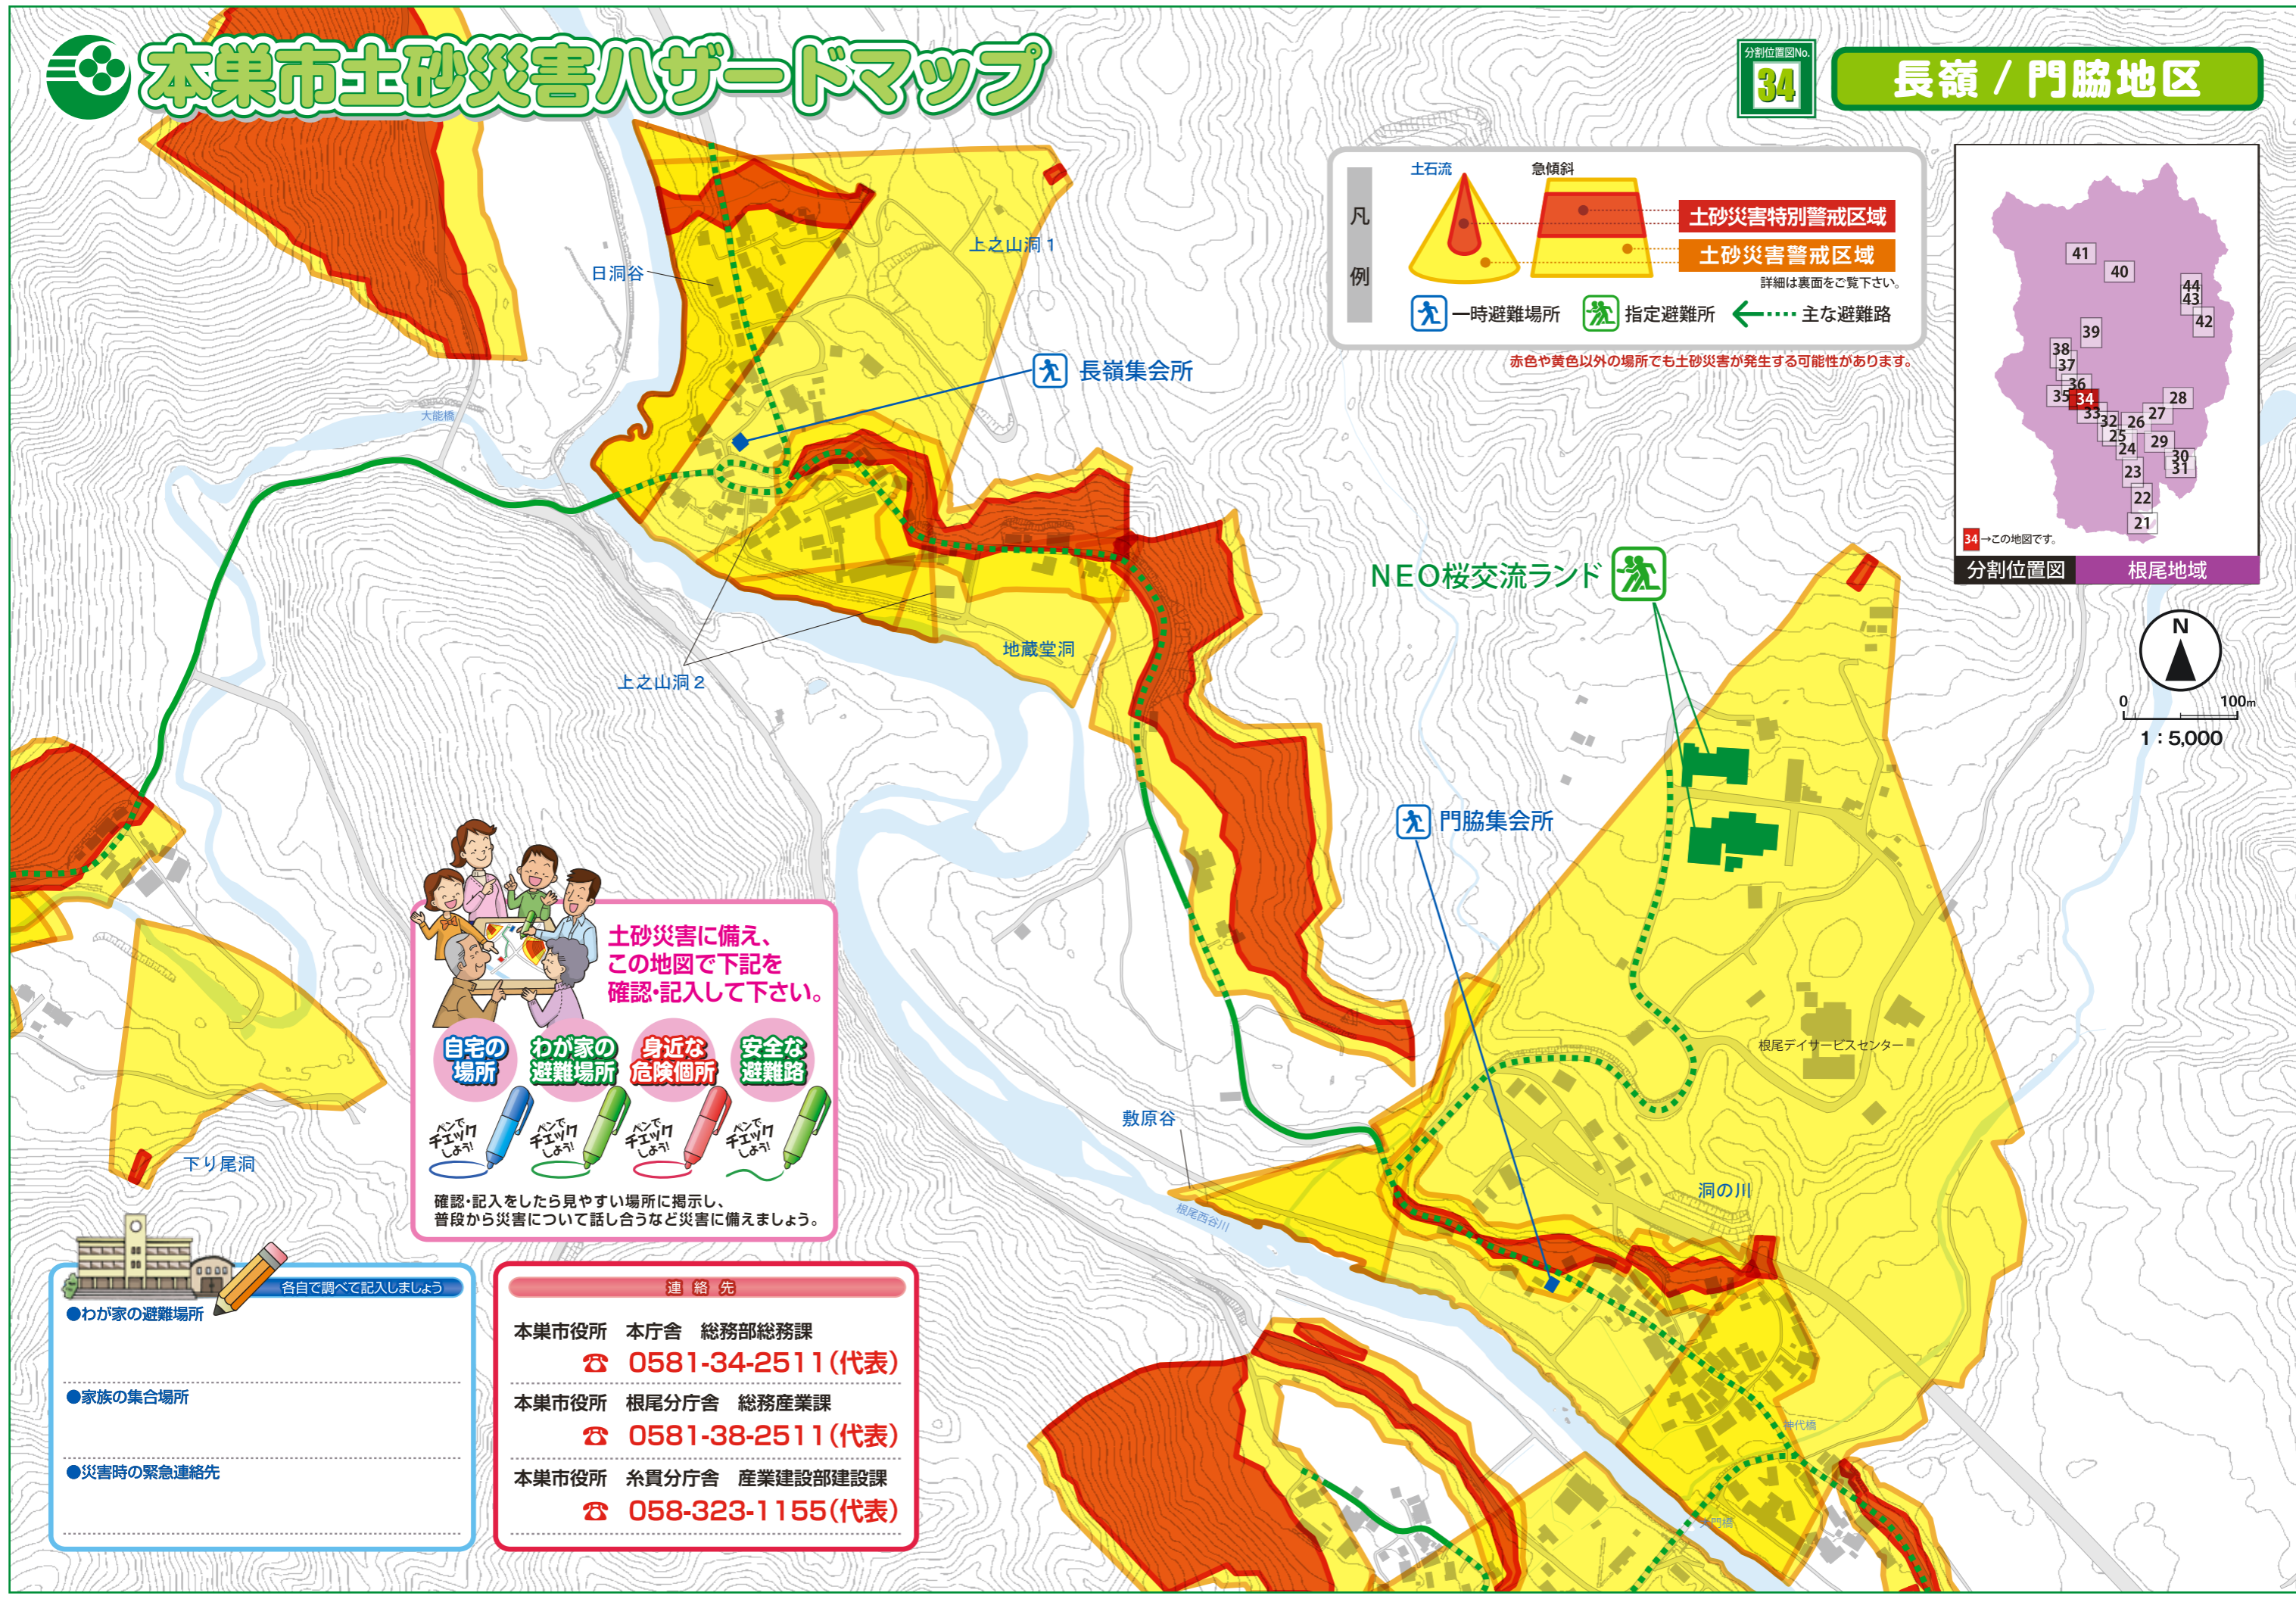 本巣市土砂災害ハザードマップ
分割位置図No.
34
長嶺 / 門脇地区
凡例
土石流
急傾斜
土砂災害特別警戒区域
土砂災害警戒区域
詳細は裏面をご覧下さい。
一時避難場所
指定避難所
主な避難路
赤色や黄色以外の場所でも土砂災害が発生する可能性があります。
41
40
44
43
42
39
38
37
36
35
34
33
32
28
27
26
25
24
29
30
31
23
22
21
34→この地図です。
分割位置図
根尾地域
N
0
100m
1：5,000
上之山洞1
日洞谷
長嶺集会所
大能橋
NEO桜交流ランド
地蔵堂洞
上之山洞2
門脇集会所
根尾デイサービスセンター
敷原谷
洞の川
根尾西谷川
下り尾洞
神代橋
土砂災害に備え、
この地図で下記を
確認・記入して下さい。
自宅の
場所
わが家の
避難場所
身近な
危険個所
安全な
避難路
ペンで
チェック
しよう!
ペンで
チェック
しよう!
ペンで
チェック
しよう!
ペンで
チェック
しよう!
確認・記入をしたら見やすい場所に掲示し、
普段から災害について話し合うなど災害に備えましょう。
各自で調べて記入しましょう
●わが家の避難場所
●家族の集合場所
●災害時の緊急連絡先
連絡先
本巣市役所　本庁舎　総務部総務課
☎ 0581-34-2511（代表）
本巣市役所　根尾分庁舎　総務産業課
☎ 0581-38-2511（代表）
本巣市役所　糸貫分庁舎　産業建設部建設課
☎ 058-323-1155（代表）